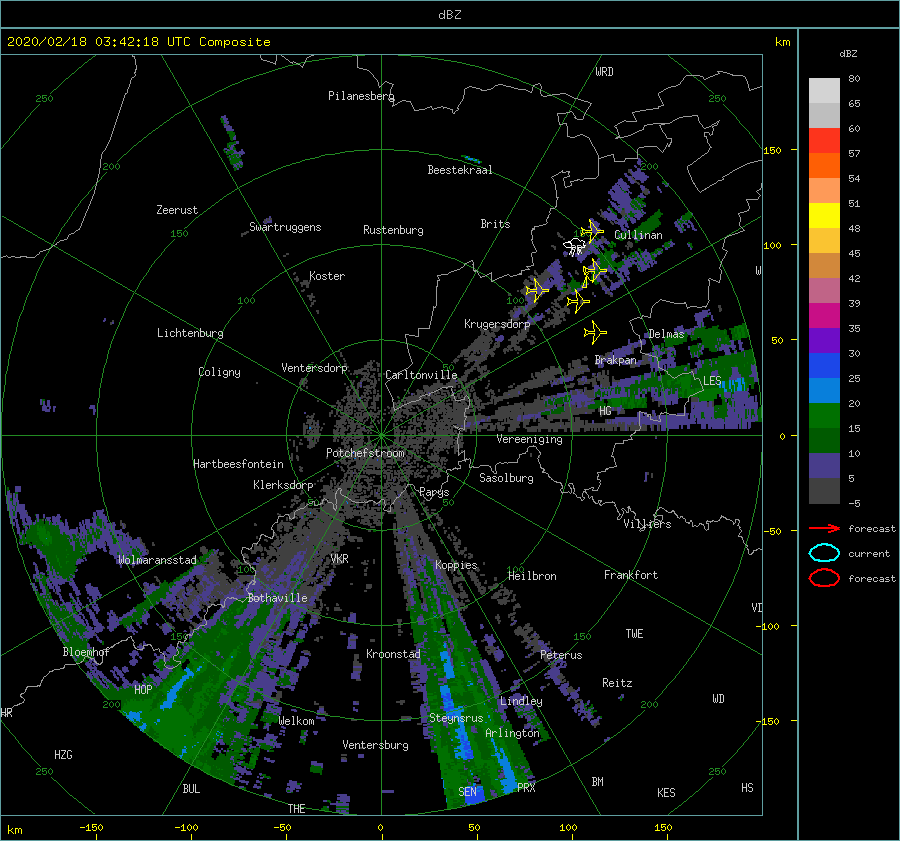 dBZ
2020/02/18 03:42:18 UTC Composite
km
dBZ
WRD
80
Pilanesberg
250
250
65
60
150
57
200
Beestekraal
200
54
Zeerust
51
150
Swartruggens
Rustenburg
Brits
Cullinan
48
100
45
Koster
42
100
100
39
Lichtenburg
Krugersdorp
Delmas
35
50
Ventersdorp
Brakpan
30
Coligny
Carltonville
LES
25
HG
20
0
Vereeniging
15
Potchefstroom
10
Hartbeesfontein
Sasolburg
5
Klerksdorp
Parys
50
50
-5
Villiers
-50
forecast
VKR
current
Wolmaransstad
Koppies
100
100
Heilbron
Frankfort
forecast
Bothaville
VD
-100
150
150
TWE
Bloemhof
Kroonstad
Peterus
HOP
Reitz
WD
200
Lindley
200
HR
Welkom
Steynsrus
-150
Arlington
Ventersburg
HZG
250
250
BUL
SEN
PRX
BM
KES
HS
THE
km
-150
-100
-50
0
50
100
150